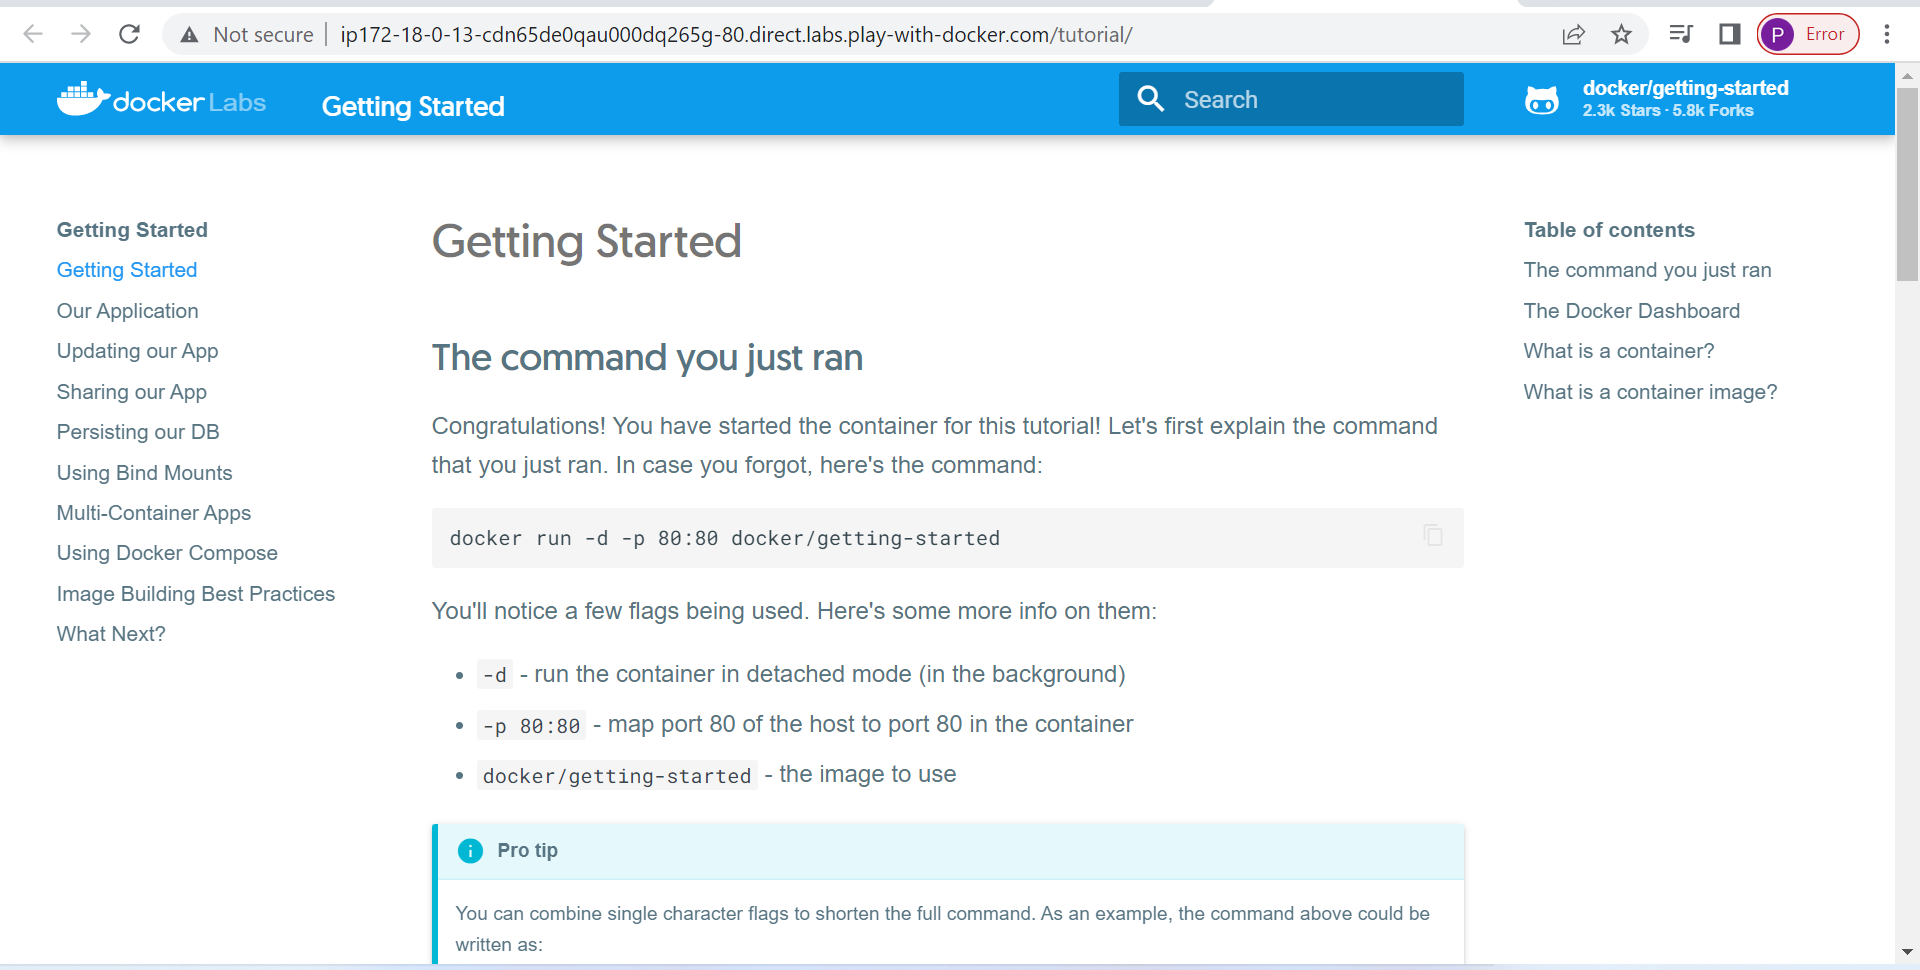 Not secure
ip172-18-0-13-cdn65de0qau000dq265g-80.direct.labs.play-with-docker.com/tutorial/
P
Error
docker Labs
Getting Started
Search
docker/getting-started
2.3k Stars · 5.8k Forks
Getting Started
Getting Started
Our Application
Updating our App
Sharing our App
Persisting our DB
Using Bind Mounts
Multi-Container Apps
Using Docker Compose
Image Building Best Practices
What Next?
Getting Started
The command you just ran
Congratulations! You have started the container for this tutorial! Let's first explain the command
that you just ran. In case you forgot, here's the command:
docker run -d -p 80:80 docker/getting-started
You'll notice a few flags being used. Here's some more info on them:
-d - run the container in detached mode (in the background)
-p 80:80 - map port 80 of the host to port 80 in the container
docker/getting-started - the image to use
Pro tip
You can combine single character flags to shorten the full command. As an example, the command above could be
written as:
Table of contents
The command you just ran
The Docker Dashboard
What is a container?
What is a container image?